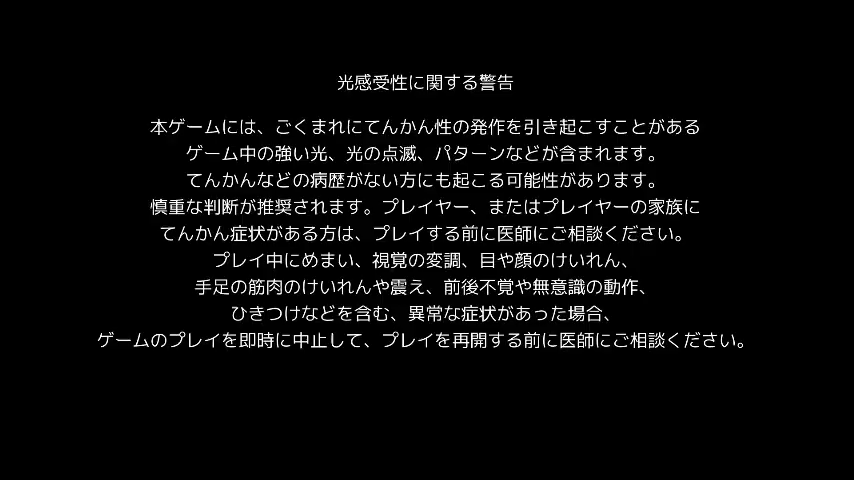 光感受性に関する警告
本ゲームには、ごくまれにてんかん性の発作を引き起こすことがある
ゲーム中の強い光、光の点滅、パターンなどが含まれます。
てんかんなどの病歴がない方にも起こる可能性があります。
慎重な判断が推奨されます。プレイヤー、またはプレイヤーの家族に
てんかん症状がある方は、プレイする前に医師にご相談ください。
プレイ中にめまい、視覚の変調、目や顔のけいれん、
手足の筋肉のけいれんや震え、前後不覚や無意識の動作、
ひきつけなどを含む、異常な症状があった場合、
ゲームのプレイを即時に中止して、プレイを再開する前に医師にご相談ください。